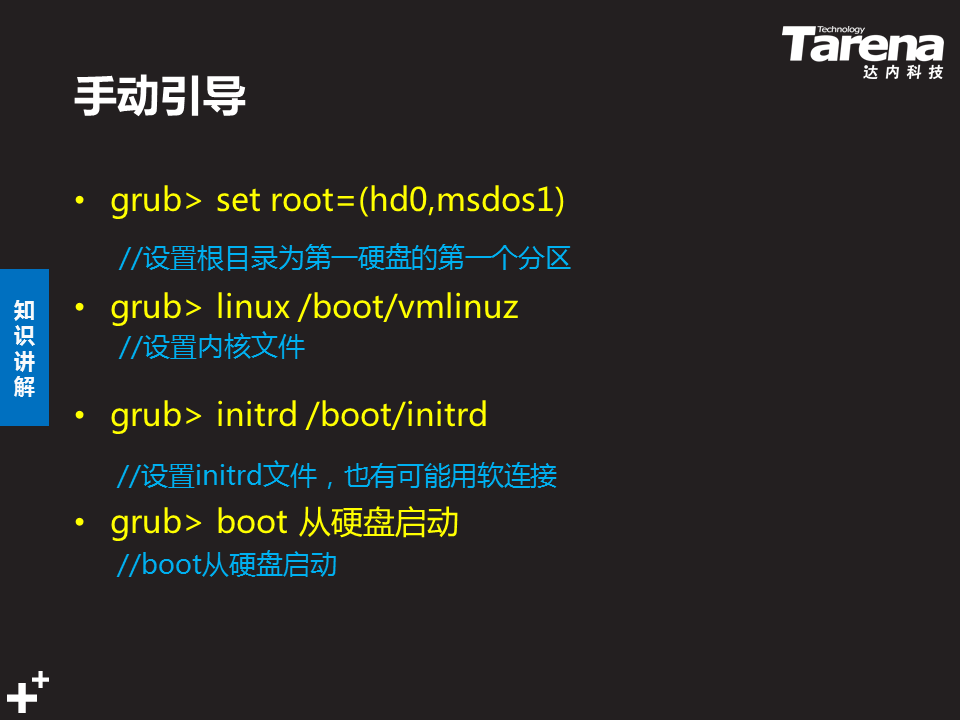 Technology
Tarena
达内科技
手动引导
• grub> set root=(hd0,msdos1)
//设置根目录为第一硬盘的第一个分区
• grub> linux /boot/vmlinuz
//设置内核文件
• grub> initrd /boot/initrd
//设置initrd文件，也有可能用软连接
• grub> boot 从硬盘启动
//boot从硬盘启动
知
识
讲
解